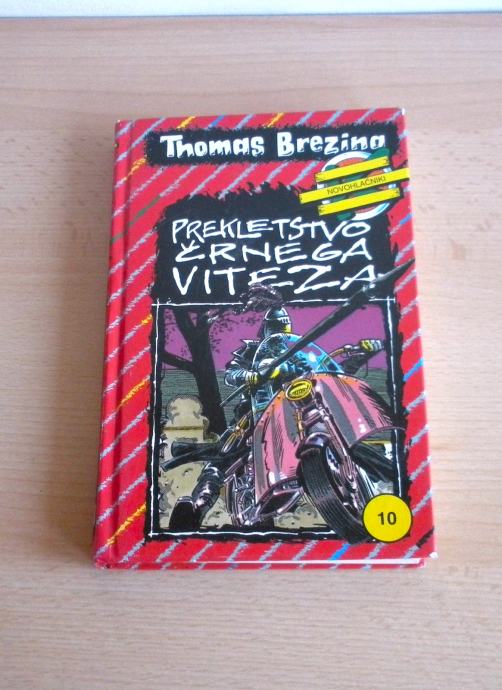 Thomas Brezina
NOVOHLAČNIKI
PREKLETSTVO
ČRNEGA
VITEZA
10